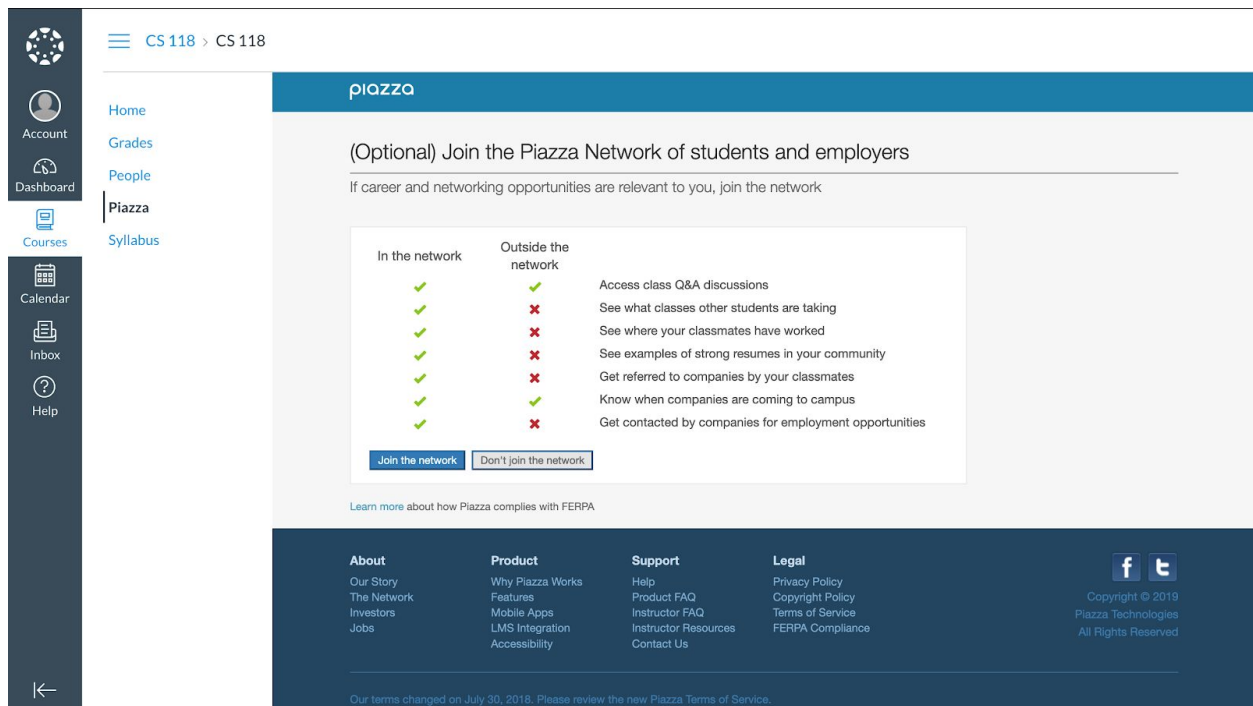 CS 118 > CS 118
Account
Dashboard
Courses
Calendar
Inbox
Help
Home
Grades
People
Piazza
Syllabus
piazza
(Optional) Join the Piazza Network of students and employers
If career and networking opportunities are relevant to you, join the network
In the network
Outside the
network
Access class Q&A discussions
See what classes other students are taking
See where your classmates have worked
See examples of strong resumes in your community
Get referred to companies by your classmates
Know when companies are coming to campus
Get contacted by companies for employment opportunities
Join the network
Don't join the network
Learn more about how Piazza complies with FERPA
About
Our Story
The Network
Investors
Jobs
Product
Why Piazza Works
Features
Mobile Apps
LMS Integration
Accessibility
Support
Help
Product FAQ
Instructor FAQ
Instructor Resources
Contact Us
Legal
Privacy Policy
Copyright Policy
Terms of Service
FERPA Compliance
Copyright © 2019
Piazza Technologies
All Rights Reserved
Our terms changed on July 30, 2018. Please review the new Piazza Terms of Service.